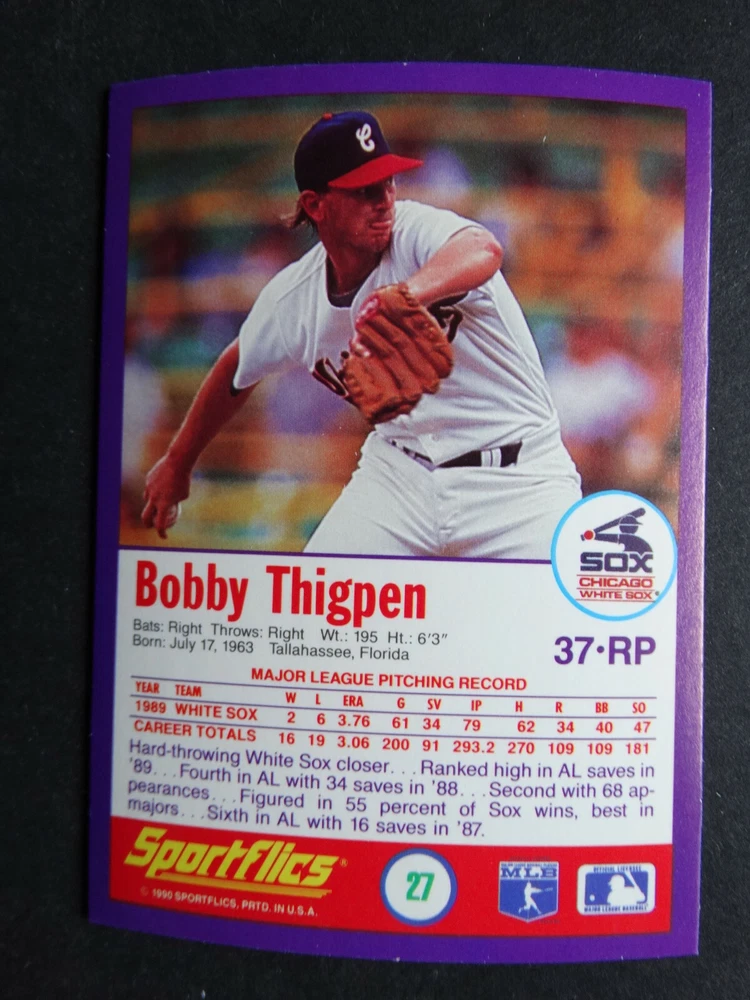 C
SOX
CHICAGO
WHITE SOX
Bobby Thigpen
Bats: Right Throws: Right Wt.: 195 Ht.: 6'3"
Born: July 17, 1963 Tallahassee, Florida
37·RP
MAJOR LEAGUE PITCHING RECORD
YEAR TEAM W L ERA G SV IP H R BB SO
1989 WHITE SOX 2 6 3.76 61 34 79 62 34 40 47
CAREER TOTALS 16 19 3.06 200 91 293.2 270 109 109 181
Hard-throwing White Sox closer. . .Ranked high in AL saves in
'89. . .Fourth in AL with 34 saves in '88. . .Second with 68 ap-
pearances. . .Figured in 55 percent of Sox wins, best in
majors. . .Sixth in AL with 16 saves in '87.
Sportflics®
© 1990 SPORTFLICS, PRTD. IN U.S.A.
27
MLB
OFFICIAL LICENSEE
MAJOR LEAGUE BASEBALL